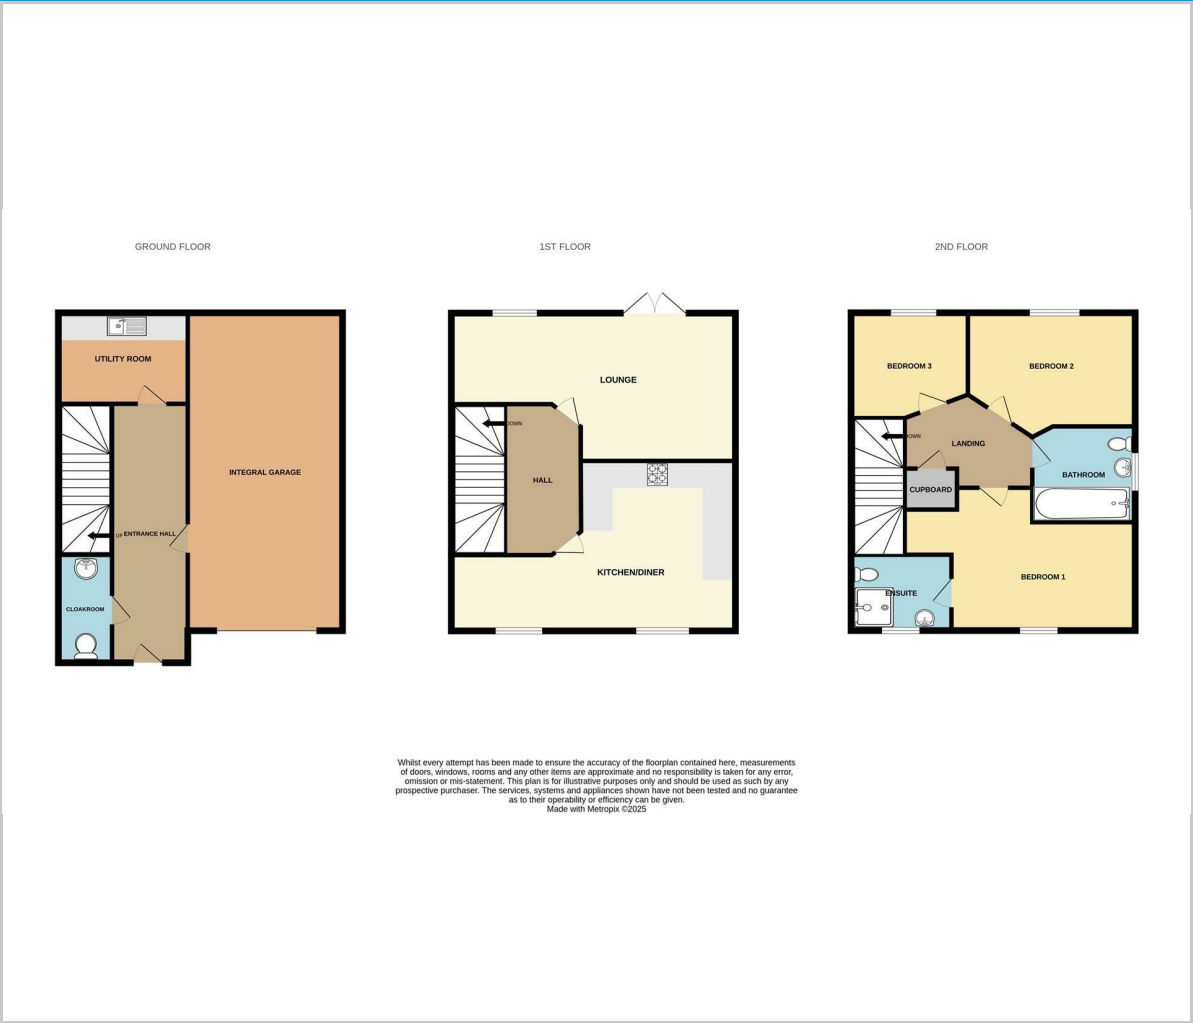 GROUND FLOOR
UTILITY ROOM
INTEGRAL GARAGE
UP
ENTRANCE HALL
CLOAKROOM
1ST FLOOR
LOUNGE
DOWN
HALL
KITCHEN/DINER
2ND FLOOR
BEDROOM 3
BEDROOM 2
DOWN
LANDING
BATHROOM
CUPBOARD
BEDROOM 1
ENSUITE
Whilst every attempt has been made to ensure the accuracy of the floorplan contained here, measurements
of doors, windows, rooms and any other items are approximate and no responsibility is taken for any error,
omission or mis-statement. This plan is for illustrative purposes only and should be used as such by any
prospective purchaser. The services, systems and appliances shown have not been tested and no guarantee
as to their operability or efficiency can be given.
Made with Metropix ©2025